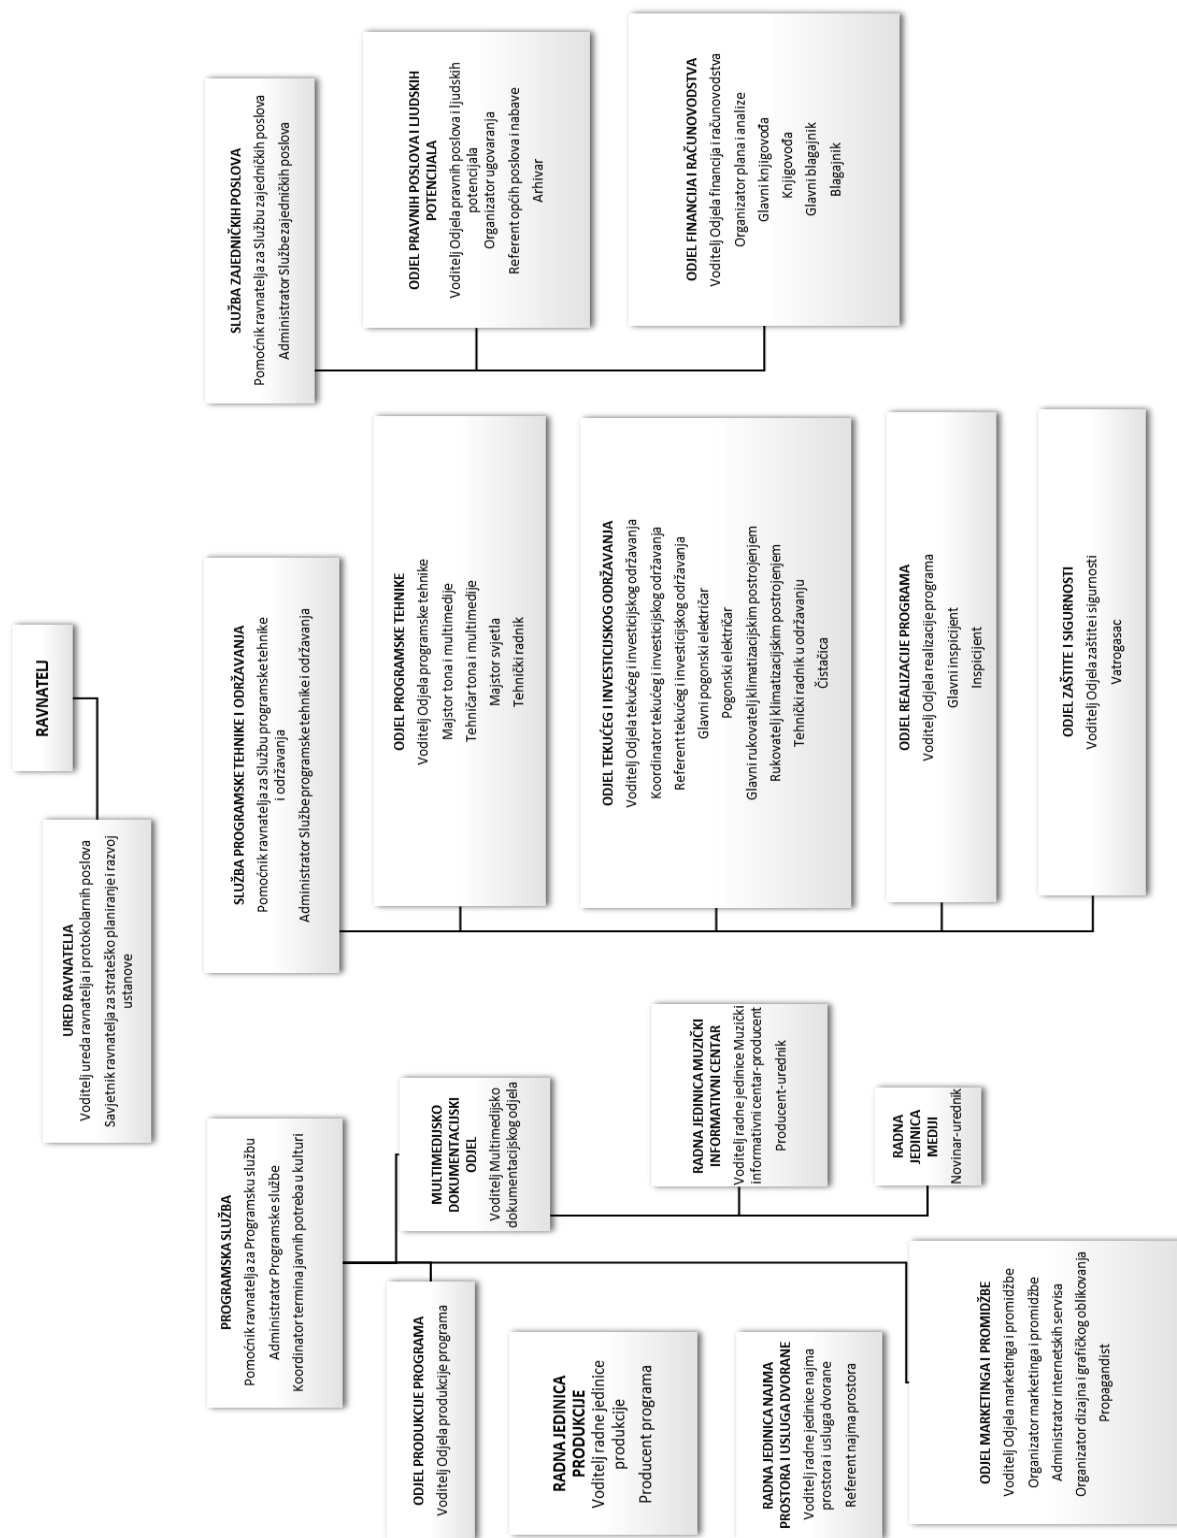 RAVNATELJ
URED RAVNATELJA
Voditelj ureda ravnatelja i protokolarnih poslova
Savjetnik ravnatelja za strateško planiranje i razvoj
ustanove
PROGRAMSKA SLUŽBA
Pomoćnik ravnatelja za Programsku službu
Administrator Programske službe
Koordinator termina javnih potreba u kulturi
ODJEL PRODUKCIJE PROGRAMA
Voditelj Odjela produkcije programa
RADNA JEDINICA
PRODUKCIJE
Voditelj radne jedinice
produkcije
Producent programa
RADNA JEDINICA NAJMA
PROSTORA I USLUGA DVORANE
Voditelj radne jedinice najma
prostora i usluga dvorane
Referent najma prostora
MULTIMEDIJSKO
DOKUMENTACIJSKI
ODJEL
Voditelj Multimedijsko
dokumentacijskog odjela
RADNA JEDINICA MUZIČKI
INFORMATIVNI CENTAR
Voditelj radne jedinice Muzički
informativni centar-producent
Producent-urednik
RADNA
JEDINICA
MEDIJI
Novinar-urednik
ODJEL MARKETINGA I PROMIDŽBE
Voditelj Odjela marketinga i promidžbe
Organizator marketinga i promidžbe
Administrator internetskih servisa
Organizator dizajna i grafičkog oblikovanja
Propagandist
SLUŽBA PROGRAMSKE TEHNIKE I ODRŽAVANJA
Pomoćnik ravnatelja za Službu programske tehnike
i održavanja
Administrator Službe programske tehnike i održavanja
ODJEL PROGRAMSKE TEHNIKE
Voditelj Odjela programske tehnike
Majstor tona i multimedije
Tehničar tona i multimedije
Majstor svjetla
Tehnički radnik
ODJEL TEKUĆEG I INVESTICISKOG ODRŽAVANJA
Voditelj Odjela tekućeg i investicijskog održavanja
Koordinator tekućeg i investicijskog održavanja
Referent tekućeg i investicijskog održavanja
Glavni pogonski električar
Pogonski električar
Glavni rukovatelj klimatizacijskim postrojenjem
Rukovatelj klimatizacijskim postrojenjem
Tehnički radnik u održavanju
Čistačica
ODJEL REALIZACIJE PROGRAMA
Voditelj Odjela realizacije programa
Glavni inspicijent
Inspicijent
ODJEL ZAŠTITE I SIGURNOSTI
Voditelj Odjela zaštite i sigurnosti
Vatrogasac
SLUŽBA ZAJEDNIČKIH POSLOVA
Pomoćnik ravnatelja za Službu zajedničkih poslova
Administrator Službe zajedničkih poslova
ODJEL PRAVNIH POSLOVA I LJUDSKIH
POTENCIJALA
Voditelj Odjela pravnih poslova i ljudskih
potencijala
Organizator ugovaranja
Referent općih poslova i nabave
Arhivar
ODJEL FINANCIJA I RAČUNOVODSTVA
Voditelj Odjela financija i računovodstva
Organizator plana i analize
Glavni knjigovođa
Knjigovođa
Glavni blagajnik
Blagajnik